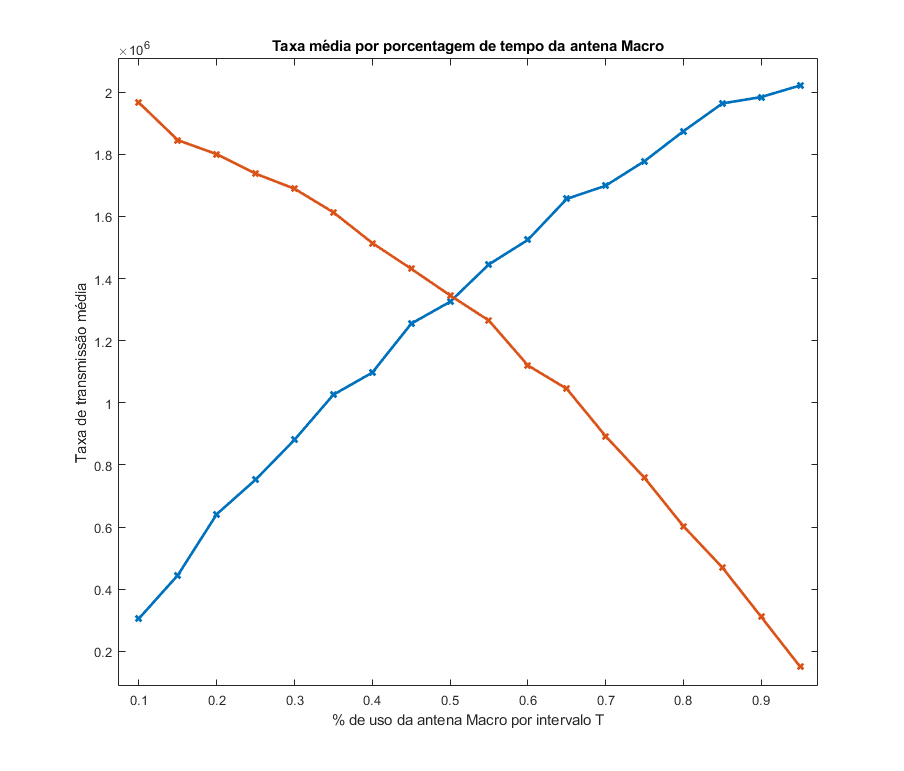 Taxa média por porcentagem de tempo da antena Macro
×10^6
2
1.8
1.6
1.4
1.2
1
0.8
0.6
0.4
0.2
Taxa de transmissão média
0.1 0.2 0.3 0.4 0.5 0.6 0.7 0.8 0.9
% de uso da antena Macro por intervalo T